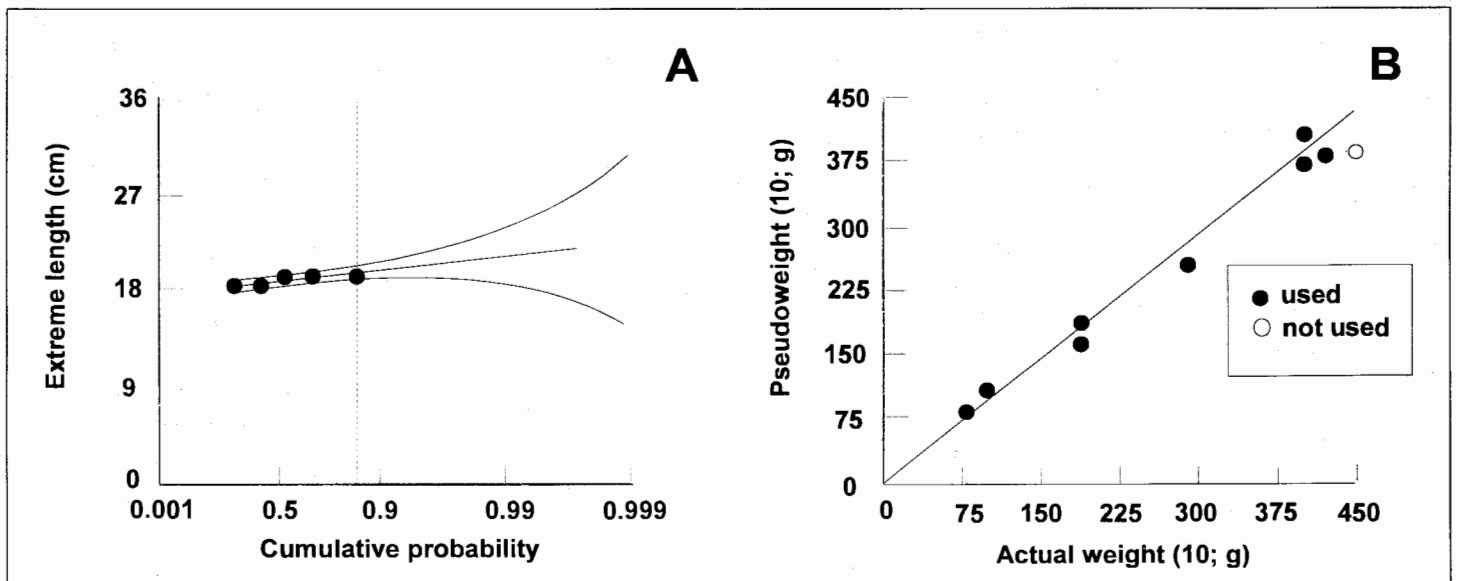 A
36
27
18
9
0
Extreme length (cm)
0.001 0.5 0.9 0.99 0.999
Cumulative probability
B
450
375
300
225
150
75
0
Pseudoweight (10; g)
used
not used
0 75 150 225 300 375 450
Actual weight (10; g)